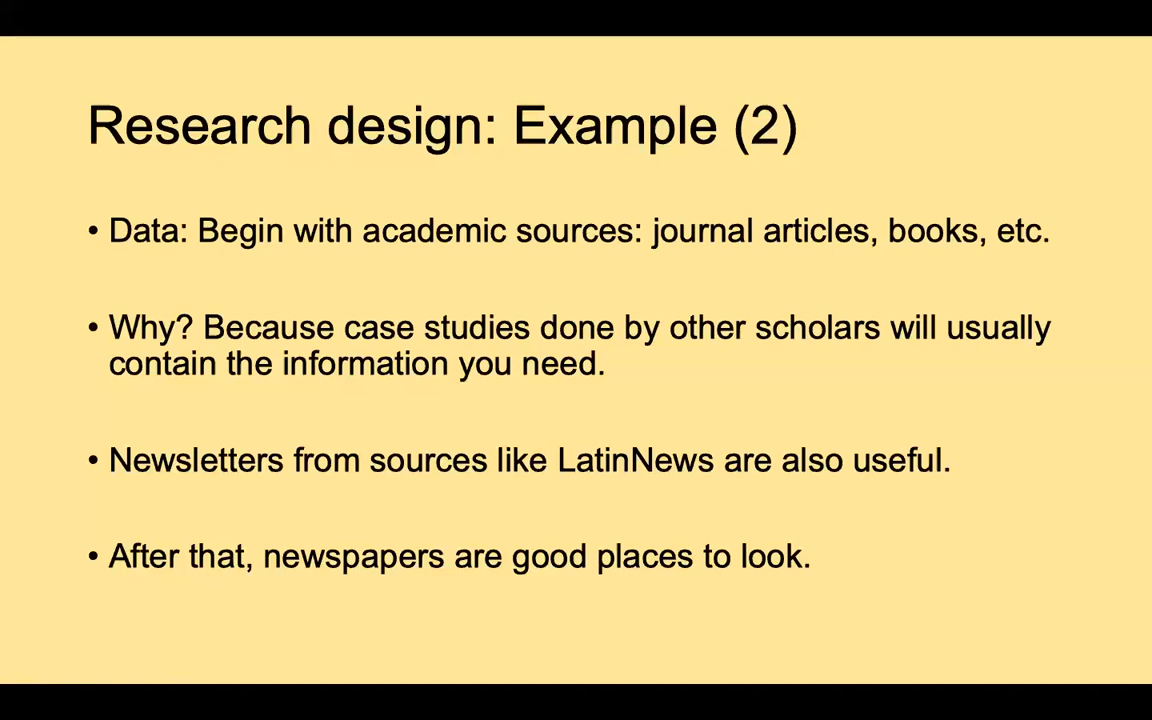 Research design: Example (2)
• Data: Begin with academic sources: journal articles, books, etc.
• Why? Because case studies done by other scholars will usually
contain the information you need.
• Newsletters from sources like LatinNews are also useful.
• After that, newspapers are good places to look.